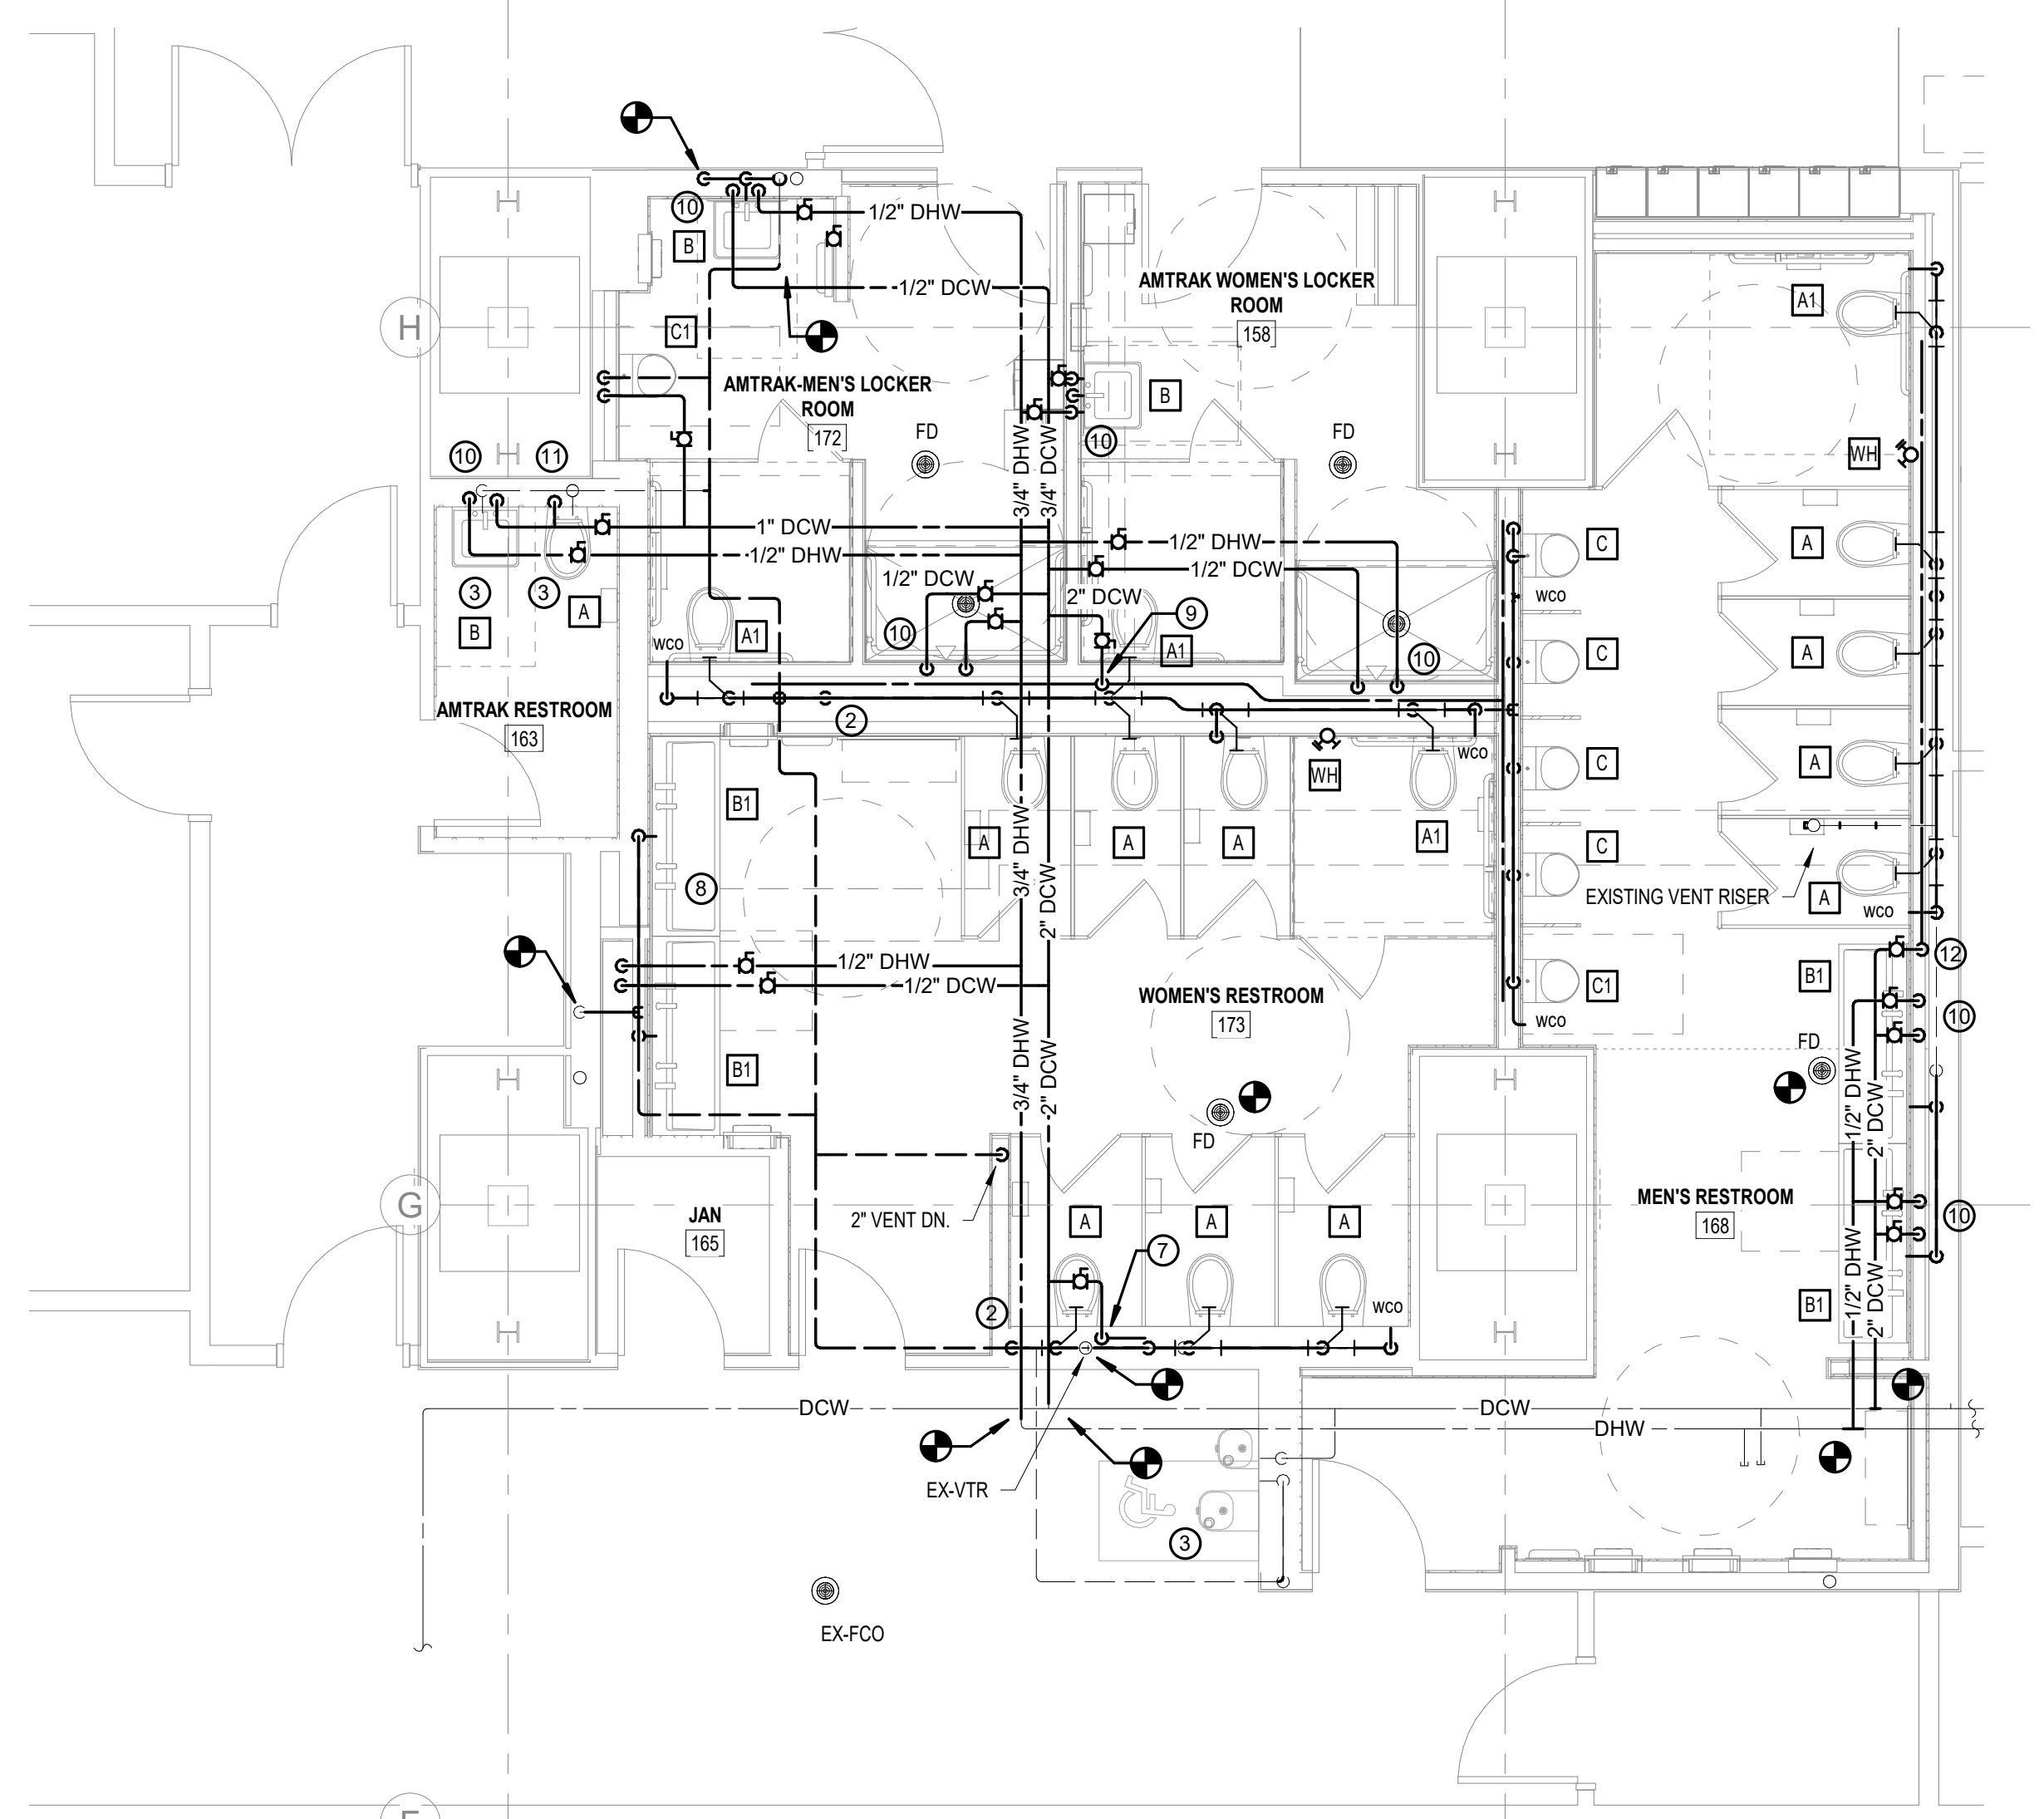 10
1/2" DHW
B
1/2" DCW
AMTRAK WOMEN'S LOCKER
ROOM
158
A1
H
C1
AMTRAK-MEN'S LOCKER
ROOM
172
B
FD
10
FD
WH
3/4" DHW
3/4" DCW
10
11
1" DCW
1/2" DHW
1/2" DHW
1/2" DCW
C
A
3
3
B
A
1/2" DCW
2" DCW
9
WCO
WCO
A1
10
A1
10
C
A
AMTRAK RESTROOM
163
2
WCO
WH
C
A
B1
A
A
A
A1
3/4" DHW
2" DCW
C
8
EXISTING VENT RISER
A
WCO
1/2" DHW
1/2" DCW
WOMEN'S RESTROOM
173
C1
WCO
B1
12
10
FD
B1
3/4" DHW
2" DCW
FD
1/2" DHW
2" DCW
G
JAN
165
2" VENT DN.
A
A
A
MEN'S RESTROOM
168
10
7
2
WCO
1/2" DHW
2" DCW
B1
DCW
DCW
DHW
EX-VTR
3
EX-FCO